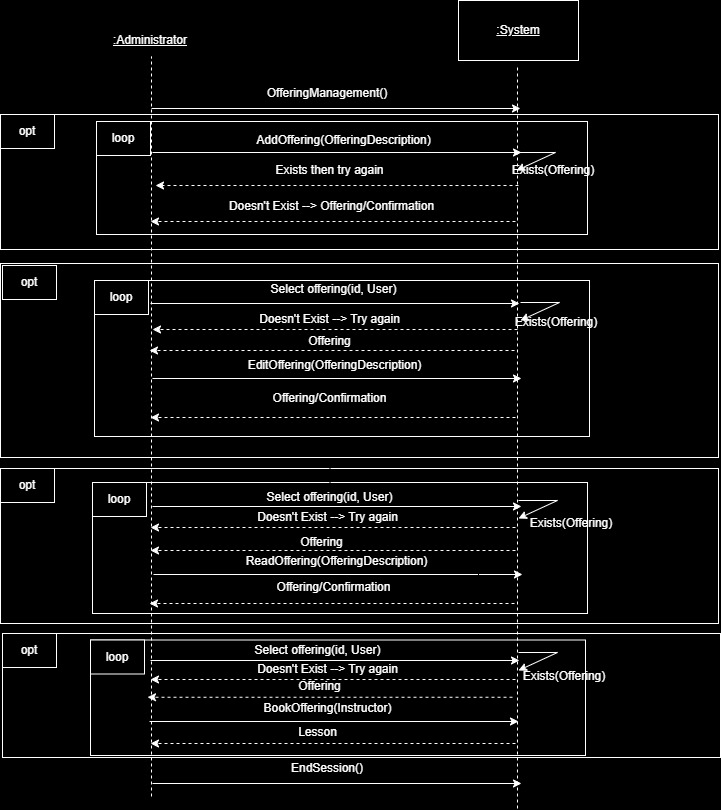 :Administrator
:System
OfferingManagement()
opt
loop
AddOffering(OfferingDescription)
Exists(Offering)
Exists then try again
Doesn't Exist --> Offering/Confirmation
opt
loop
Select offering(id, User)
Exists(Offering)
Doesn't Exist --> Try again
Offering
EditOffering(OfferingDescription)
Offering/Confirmation
opt
loop
Select offering(id, User)
Exists(Offering)
Doesn't Exist --> Try again
Offering
ReadOffering(OfferingDescription)
Offering/Confirmation
opt
loop
Select offering(id, User)
Exists(Offering)
Doesn't Exist --> Try again
Offering
BookOffering(Instructor)
Lesson
EndSession()